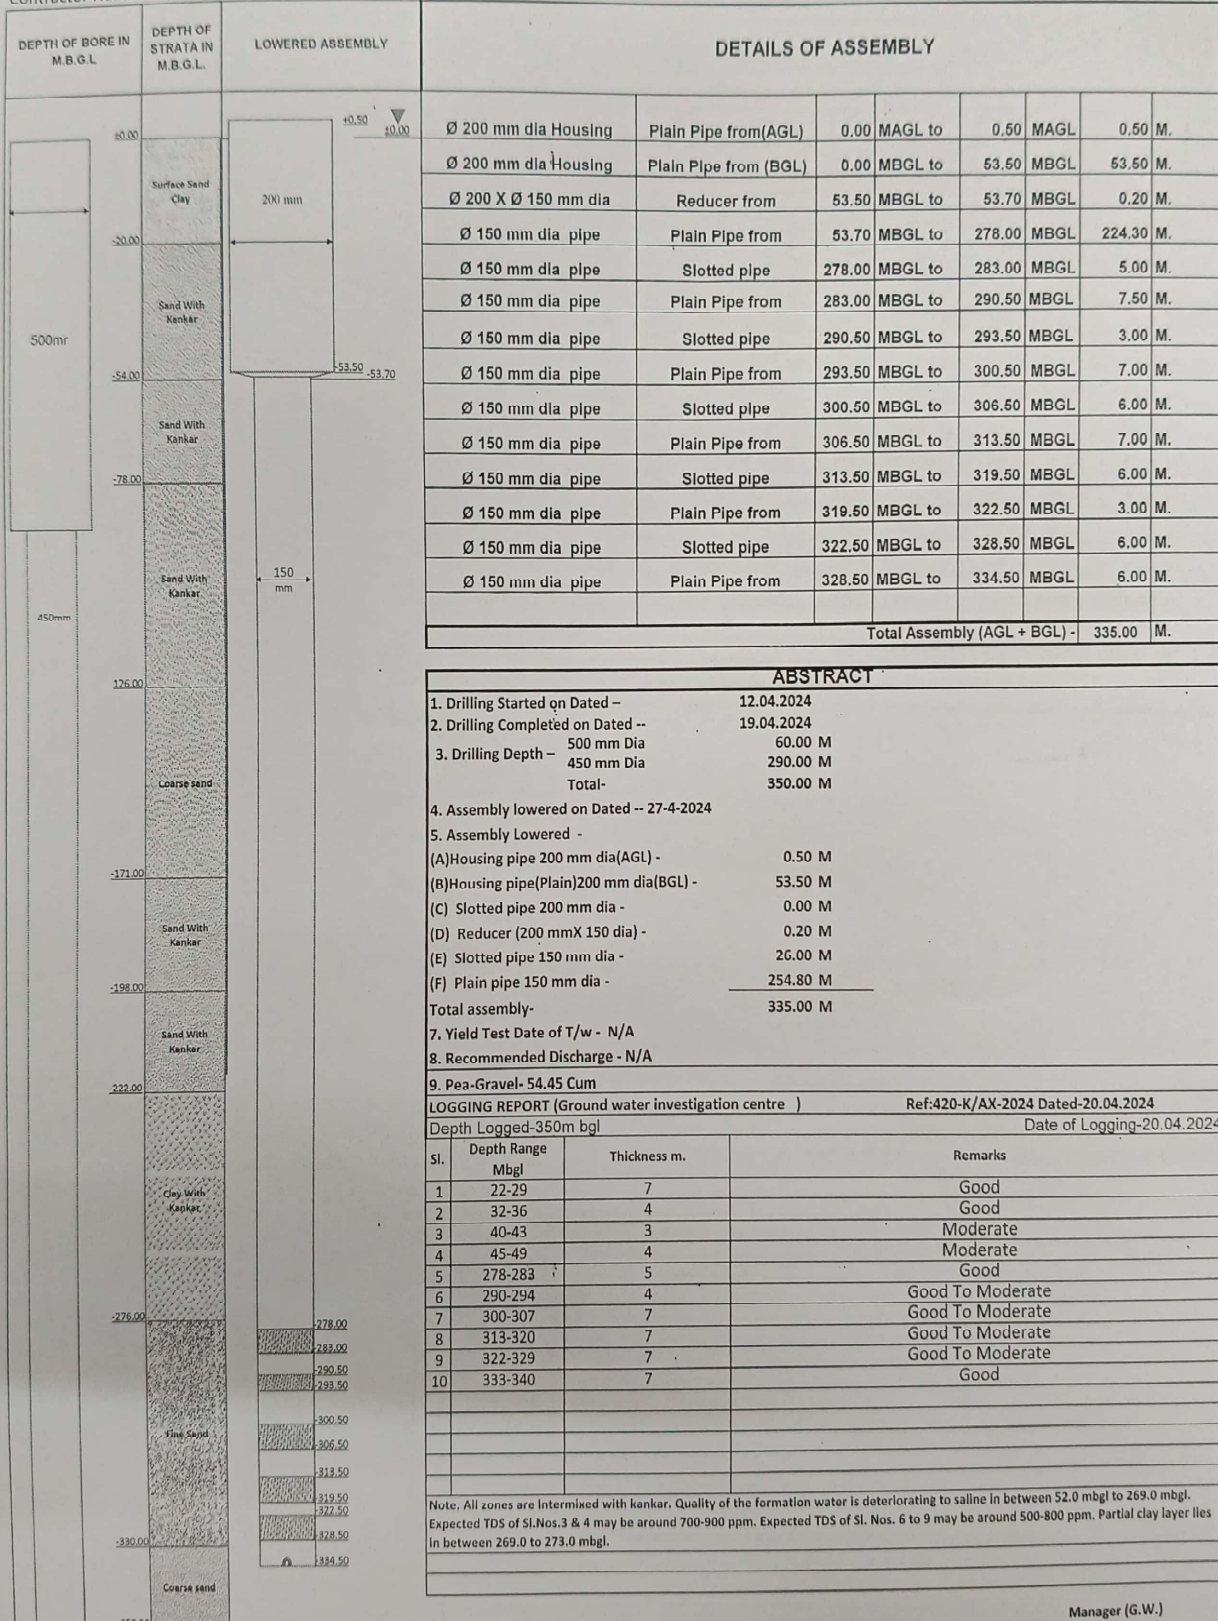 DEPTH OF BORE IN
M.B.G.L
DEPTH OF
STRATA IN
M.B.G.L.
LOWERED ASSEMBLY
DETAILS OF ASSEMBLY
±0.00
+0.50
±0.00
Surface Sand
Clay
200 mm
-20.00
Sand With
Kankar
500mr
-53.50
-53.70
-54.00
Sand With
Kankar
-78.00
Sand With
Kankar
150
mm
450mm
126.00
Coarse sand
-171.00
Sand With
Kankar
-198.00
Sand With
Kankar
222.00
Clay With
Kankar
-276.00
-278.00
-283.00
-290.50
-293.50
-300.50
Fine Sand
-306.50
-313.50
-319.50
-322.50
-328.50
-330.00
-334.50
Coarse sand
Ø 200 mm dia Housing Plain Pipe from(AGL) 0.00 MAGL to 0.50 MAGL 0.50 M.
Ø 200 mm dia Housing Plain Pipe from (BGL) 0.00 MBGL to 53.50 MBGL 53.50 M.
Ø 200 X Ø 150 mm dia Reducer from 53.50 MBGL to 53.70 MBGL 0.20 M.
Ø 150 mm dia pipe Plain Pipe from 53.70 MBGL to 278.00 MBGL 224.30 M.
Ø 150 mm dia pipe Slotted pipe 278.00 MBGL to 283.00 MBGL 5.00 M.
Ø 150 mm dia pipe Plain Pipe from 283.00 MBGL to 290.50 MBGL 7.50 M.
Ø 150 mm dia pipe Slotted pipe 290.50 MBGL to 293.50 MBGL 3.00 M.
Ø 150 mm dia pipe Plain Pipe from 293.50 MBGL to 300.50 MBGL 7.00 M.
Ø 150 mm dia pipe Slotted pipe 300.50 MBGL to 306.50 MBGL 6.00 M.
Ø 150 mm dia pipe Plain Pipe from 306.50 MBGL to 313.50 MBGL 7.00 M.
Ø 150 mm dia pipe Slotted pipe 313.50 MBGL to 319.50 MBGL 6.00 M.
Ø 150 mm dia pipe Plain Pipe from 319.50 MBGL to 322.50 MBGL 3.00 M.
Ø 150 mm dia pipe Slotted pipe 322.50 MBGL to 328.50 MBGL 6.00 M.
Ø 150 mm dia pipe Plain Pipe from 328.50 MBGL to 334.50 MBGL 6.00 M.
Total Assembly (AGL + BGL) - 335.00 M.
ABSTRACT
1. Drilling Started on Dated – 12.04.2024
2. Drilling Completed on Dated -- 19.04.2024
3. Drilling Depth – 500 mm Dia 60.00 M
450 mm Dia 290.00 M
Total- 350.00 M
4. Assembly lowered on Dated -- 27-4-2024
5. Assembly Lowered -
(A)Housing pipe 200 mm dia(AGL) - 0.50 M
(B)Housing pipe(Plain)200 mm dia(BGL) - 53.50 M
(C) Slotted pipe 200 mm dia - 0.00 M
(D) Reducer (200 mmX 150 dia) - 0.20 M
(E) Slotted pipe 150 mm dia - 26.00 M
(F) Plain pipe 150 mm dia - 254.80 M
Total assembly- 335.00 M
7. Yield Test Date of T/w - N/A
8. Recommended Discharge - N/A
9. Pea-Gravel- 54.45 Cum
LOGGING REPORT (Ground water investigation centre ) Ref:420-K/AX-2024 Dated-20.04.2024
Depth Logged-350m bgl Date of Logging-20.04.2024
Sl. Depth Range Mbgl Thickness m. Remarks
1 22-29 7 Good
2 32-36 4 Good
3 40-43 3 Moderate
4 45-49 4 Moderate
5 278-283 5 Good
6 290-294 4 Good To Moderate
7 300-307 7 Good To Moderate
8 313-320 7 Good To Moderate
9 322-329 7 Good To Moderate
10 333-340 7 Good
Note. All zones are intermixed with kankar. Quality of the formation water is deteriorating to saline in between 52.0 mbgl to 269.0 mbgl.
Expected TDS of Sl.Nos.3 & 4 may be around 700-900 ppm. Expected TDS of Sl. Nos. 6 to 9 may be around 500-800 ppm. Partial clay layer lies
in between 269.0 to 273.0 mbgl.
Manager (G.W.)